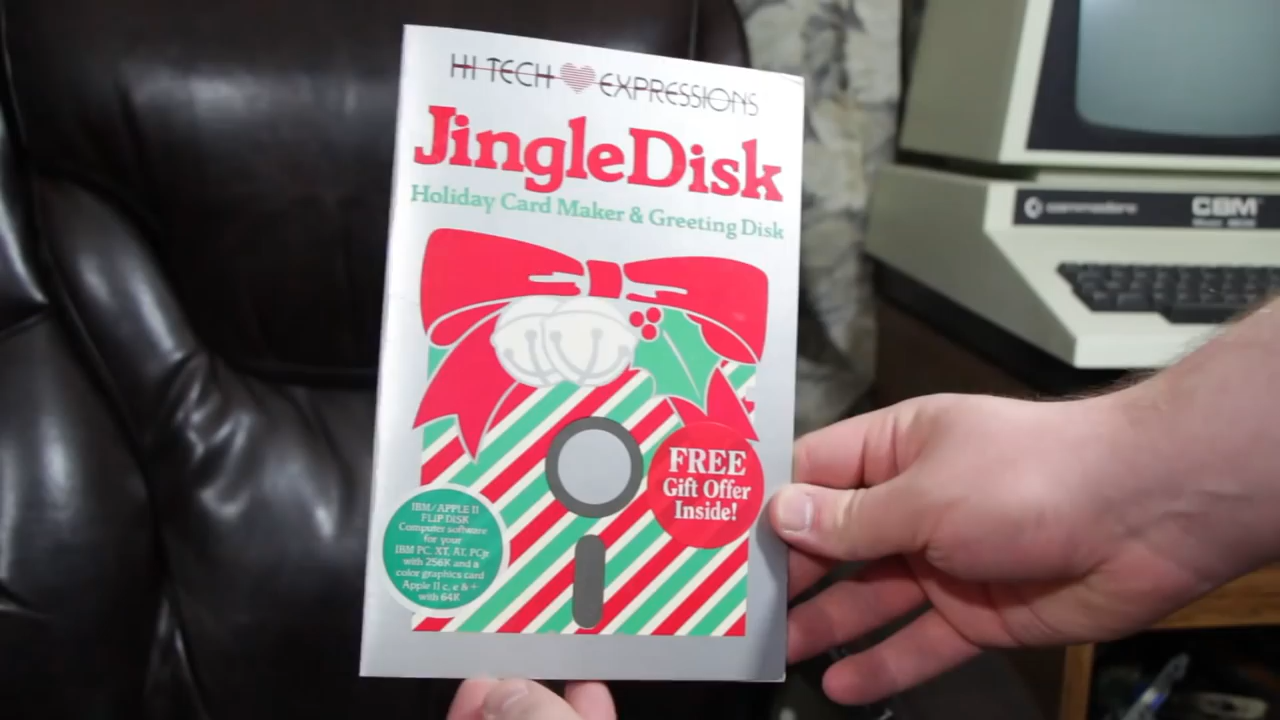 HI TECH EXPRESSIONS
JingleDisk
Holiday Card Maker & Greeting Disk
FREE
Gift Offer
Inside!
IBM/APPLE II
FLIP DISK
Computer software
for your
IBM PC, XT, AT, PCjr
with 256K and a
color graphics card
Apple II c, e & +
with 64K
commodore
CBM